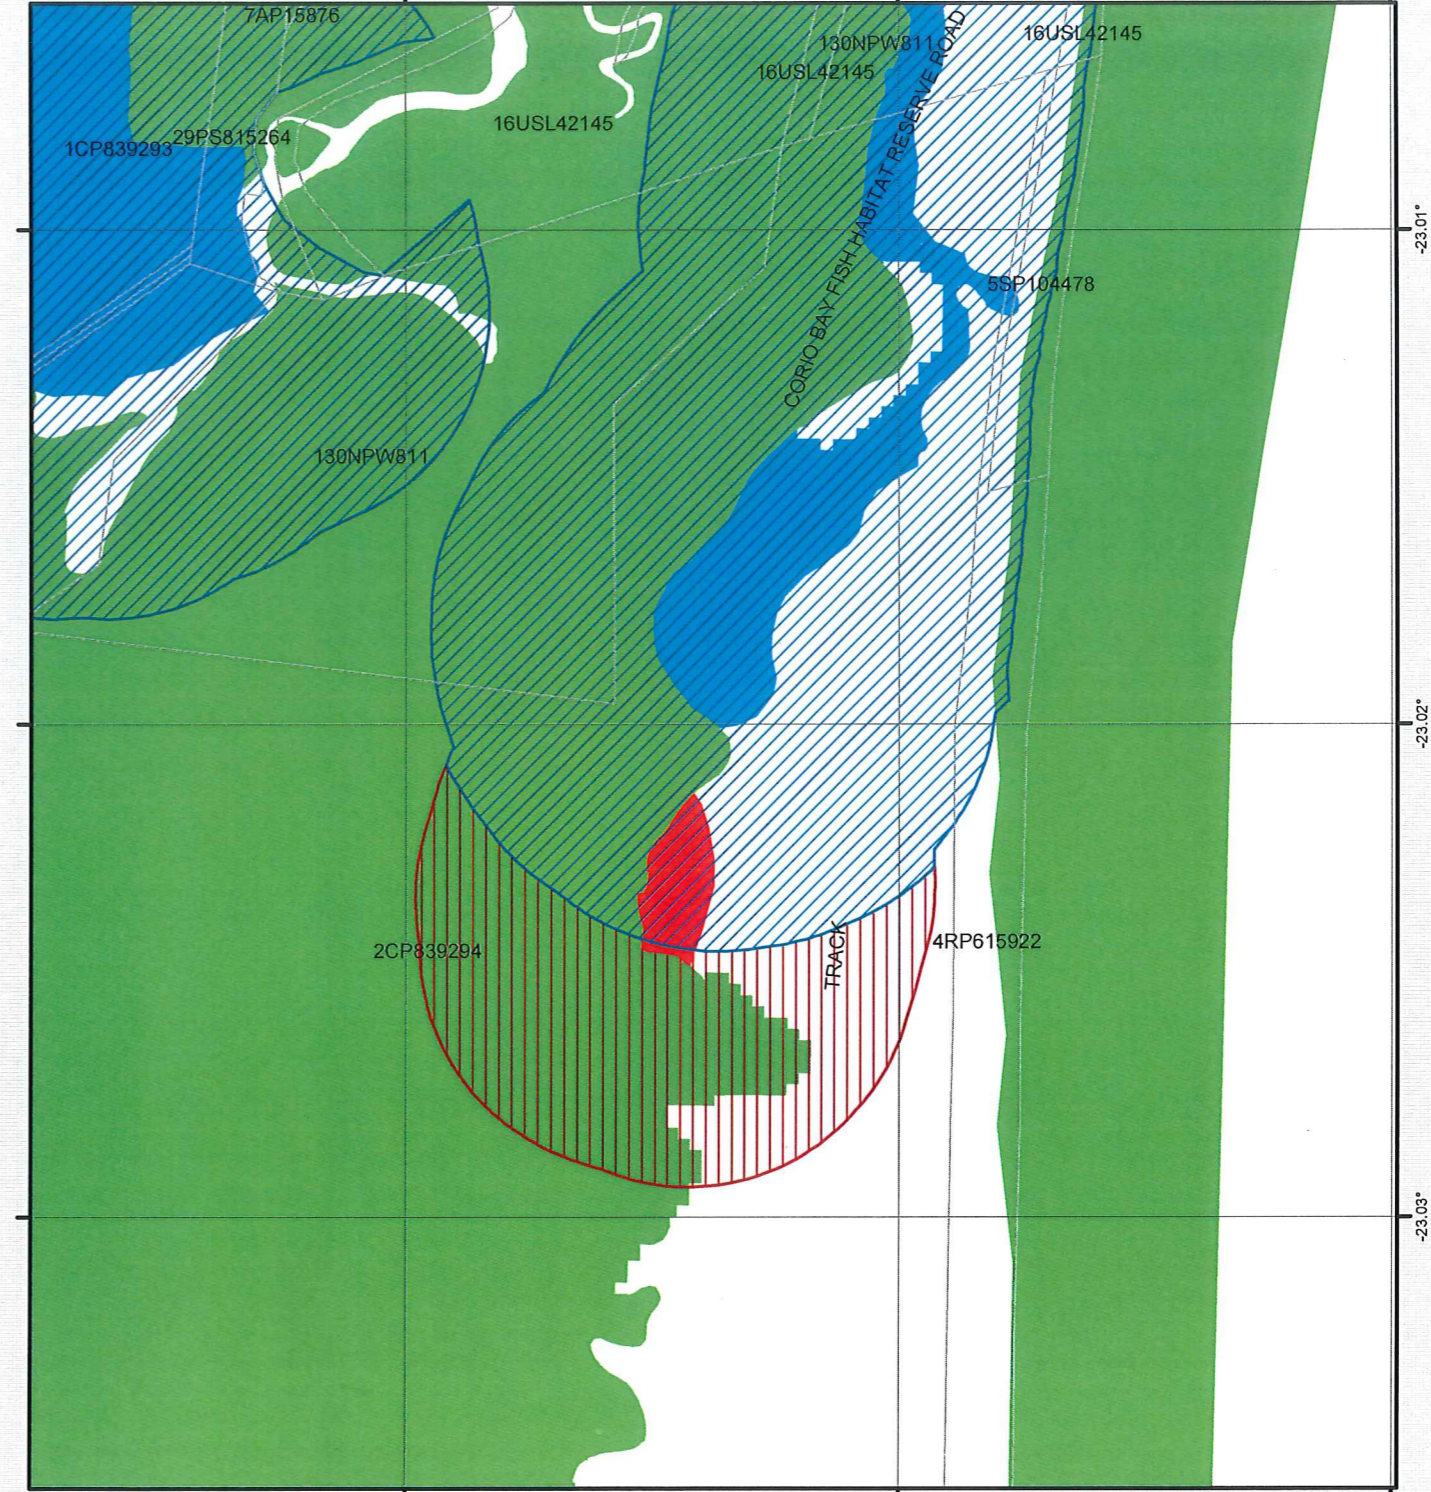 7AP15876
130NPW811
16USL42145
16USL42145
16USL42145
29PS815264
1CP839293
-23.01°
CORIO BAY FISH HABITAT RESERVE ROAD
5SP104478
130NPW811
-23.02°
2CP839294
TRACK
4RP615922
-23.03°